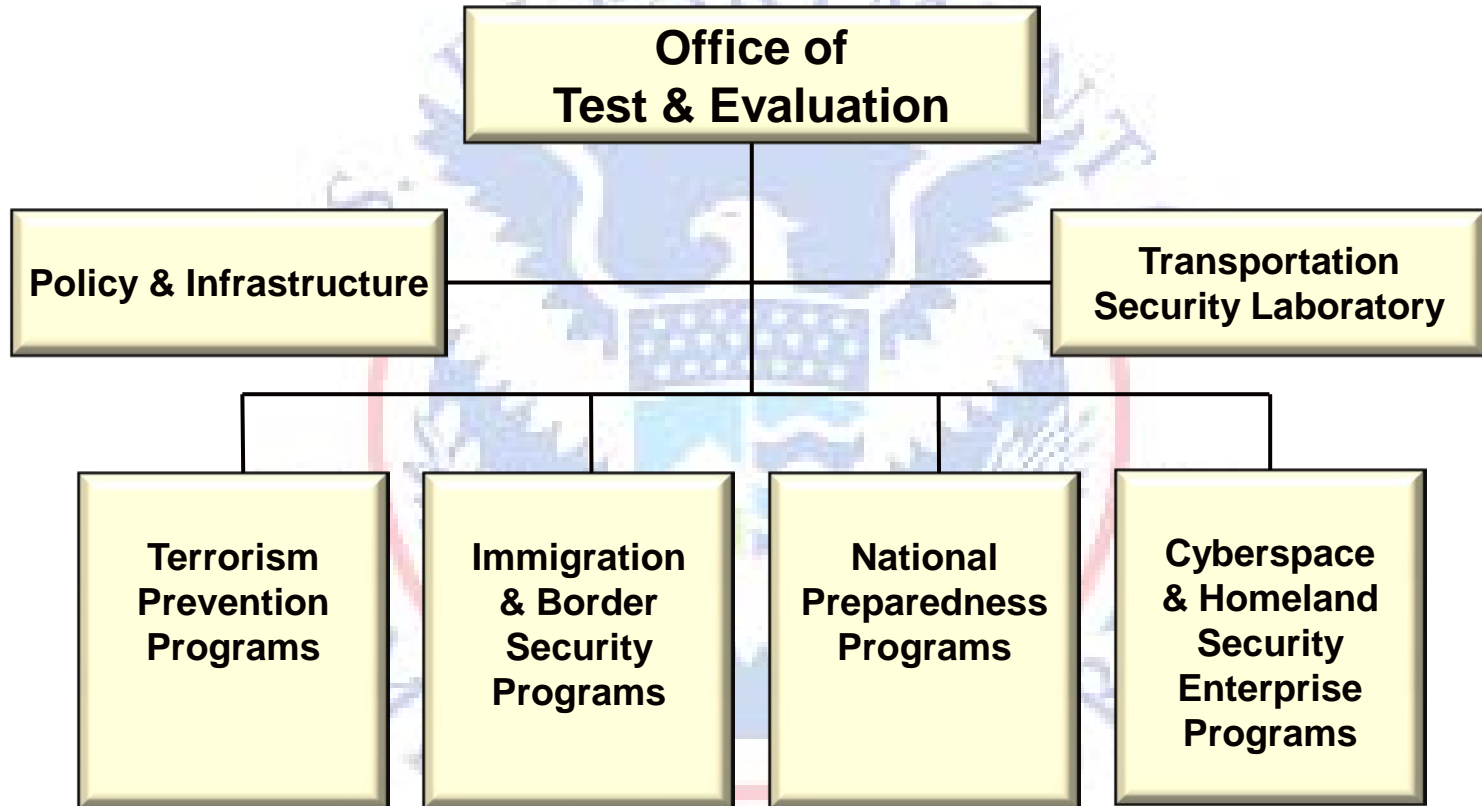 Office of
Test & Evaluation
Policy & Infrastructure
Transportation
Security Laboratory
Terrorism
Prevention
Programs
Immigration
& Border
Security
Programs
National
Preparedness
Programs
Cyberspace
& Homeland
Security
Enterprise
Programs